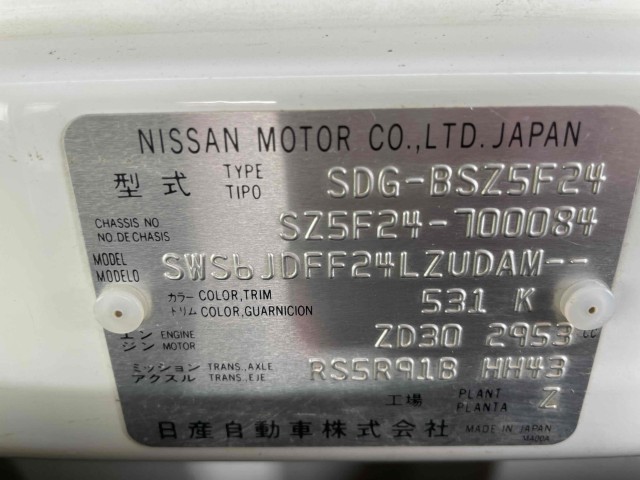 NISSAN MOTOR CO.,LTD. JAPAN
型式 TYPE TIPO SDG-BSZ5F24
CHASSIS NO NO.DE CHASIS SZ5F24-700084
MODEL MODELO SWS6JDFF24LZUDAM--
カラー COLOR,TRIM トリム COLOR,GUARNICION 531 K
エンジン ENGINE MOTOR ZD30 2953 CC
ミッション TRANS.,AXLE アクスル TRANS.,EJE RS5R91B HH43
工場 PLANT PLANTA Z
日産自動車株式会社 MADE IN JAPAN
MA00A